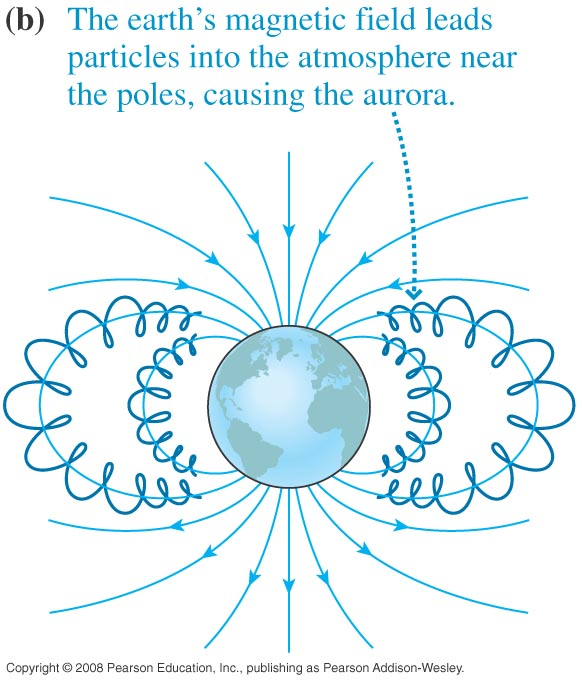 (b) The earth's magnetic field leads
particles into the atmosphere near
the poles, causing the aurora.
Copyright © 2008 Pearson Education, Inc., publishing as Pearson Addison-Wesley.